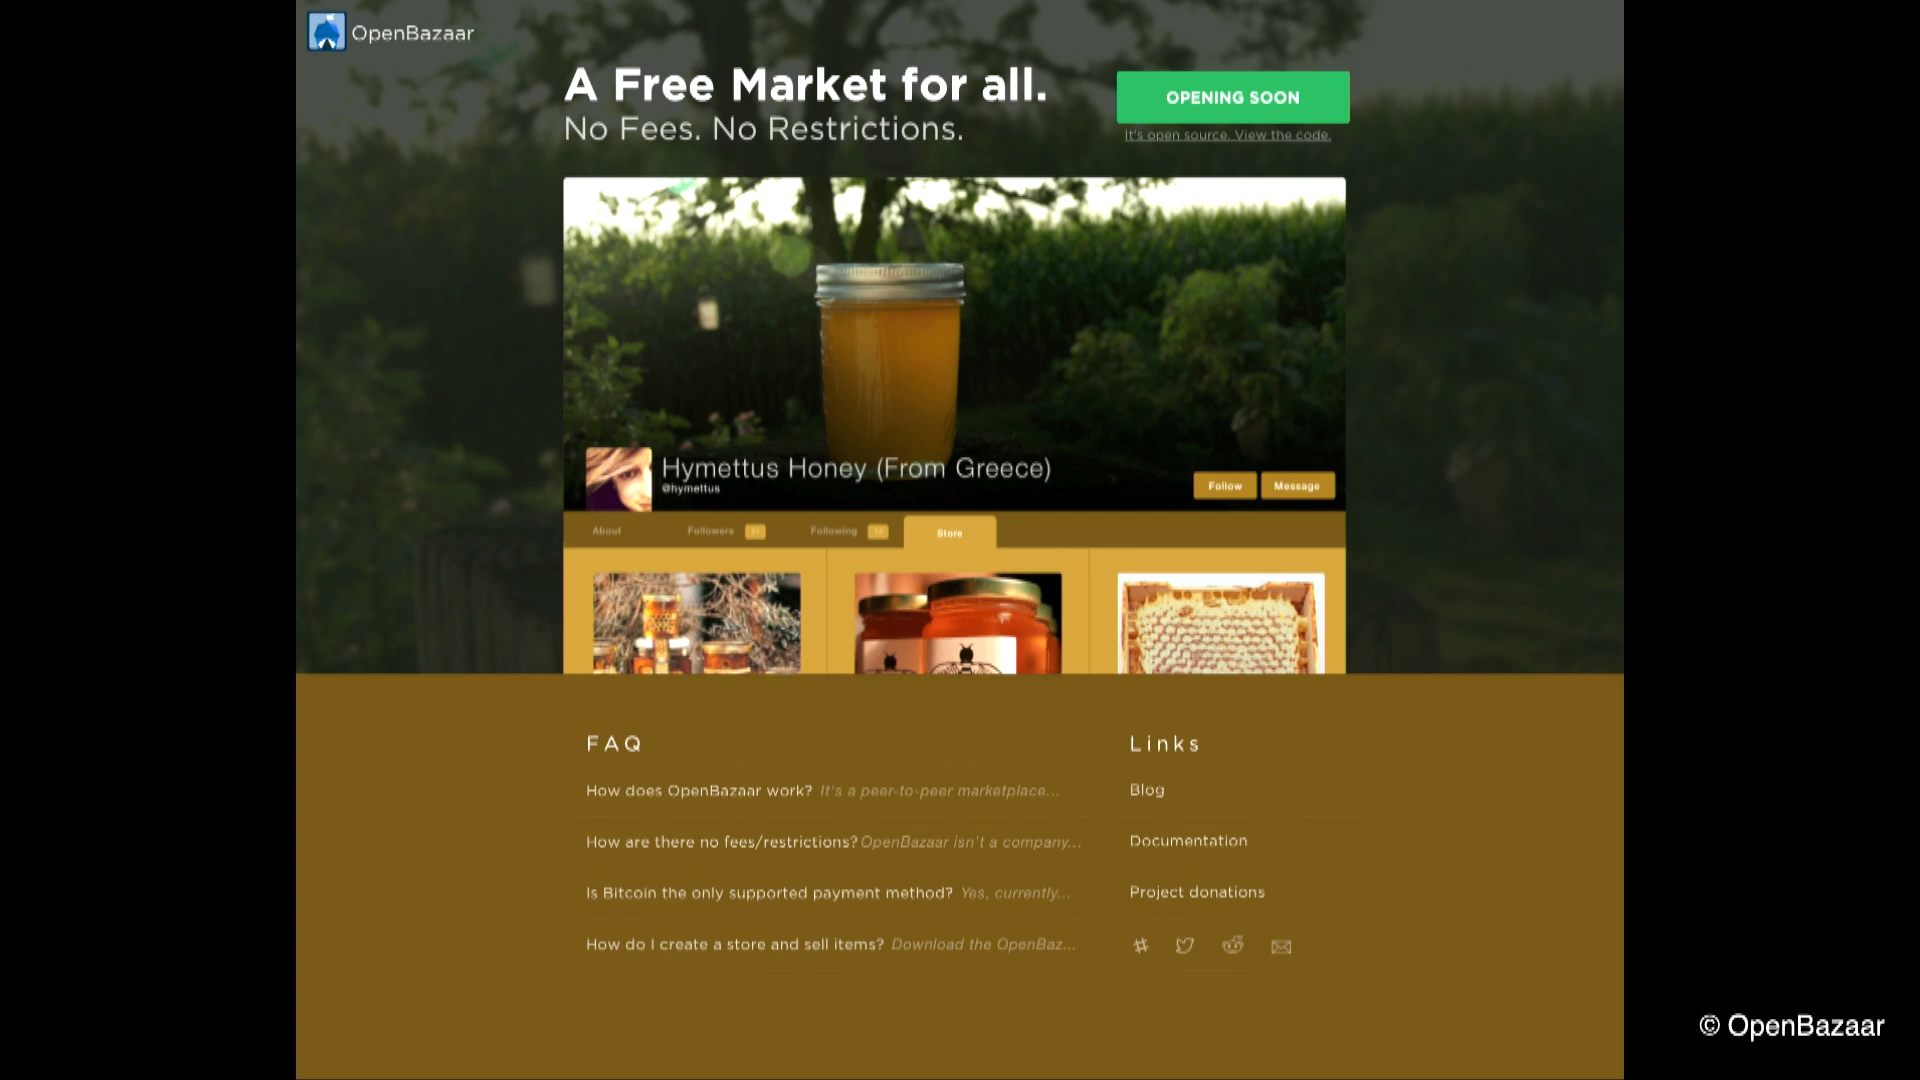 OpenBazaar
A Free Market for all.
No Fees. No Restrictions.
OPENING SOON
It's open source. View the code.
Hymettus Honey (From Greece)
@hymettus
Follow
Message
About
Followers
Following
Store
FAQ
How does OpenBazaar work? It's a peer-to-peer marketplace...
How are there no fees/restrictions? OpenBazaar isn't a company...
Is Bitcoin the only supported payment method? Yes, currently...
How do I create a store and sell items? Download the OpenBaz...
Links
Blog
Documentation
Project donations
© OpenBazaar